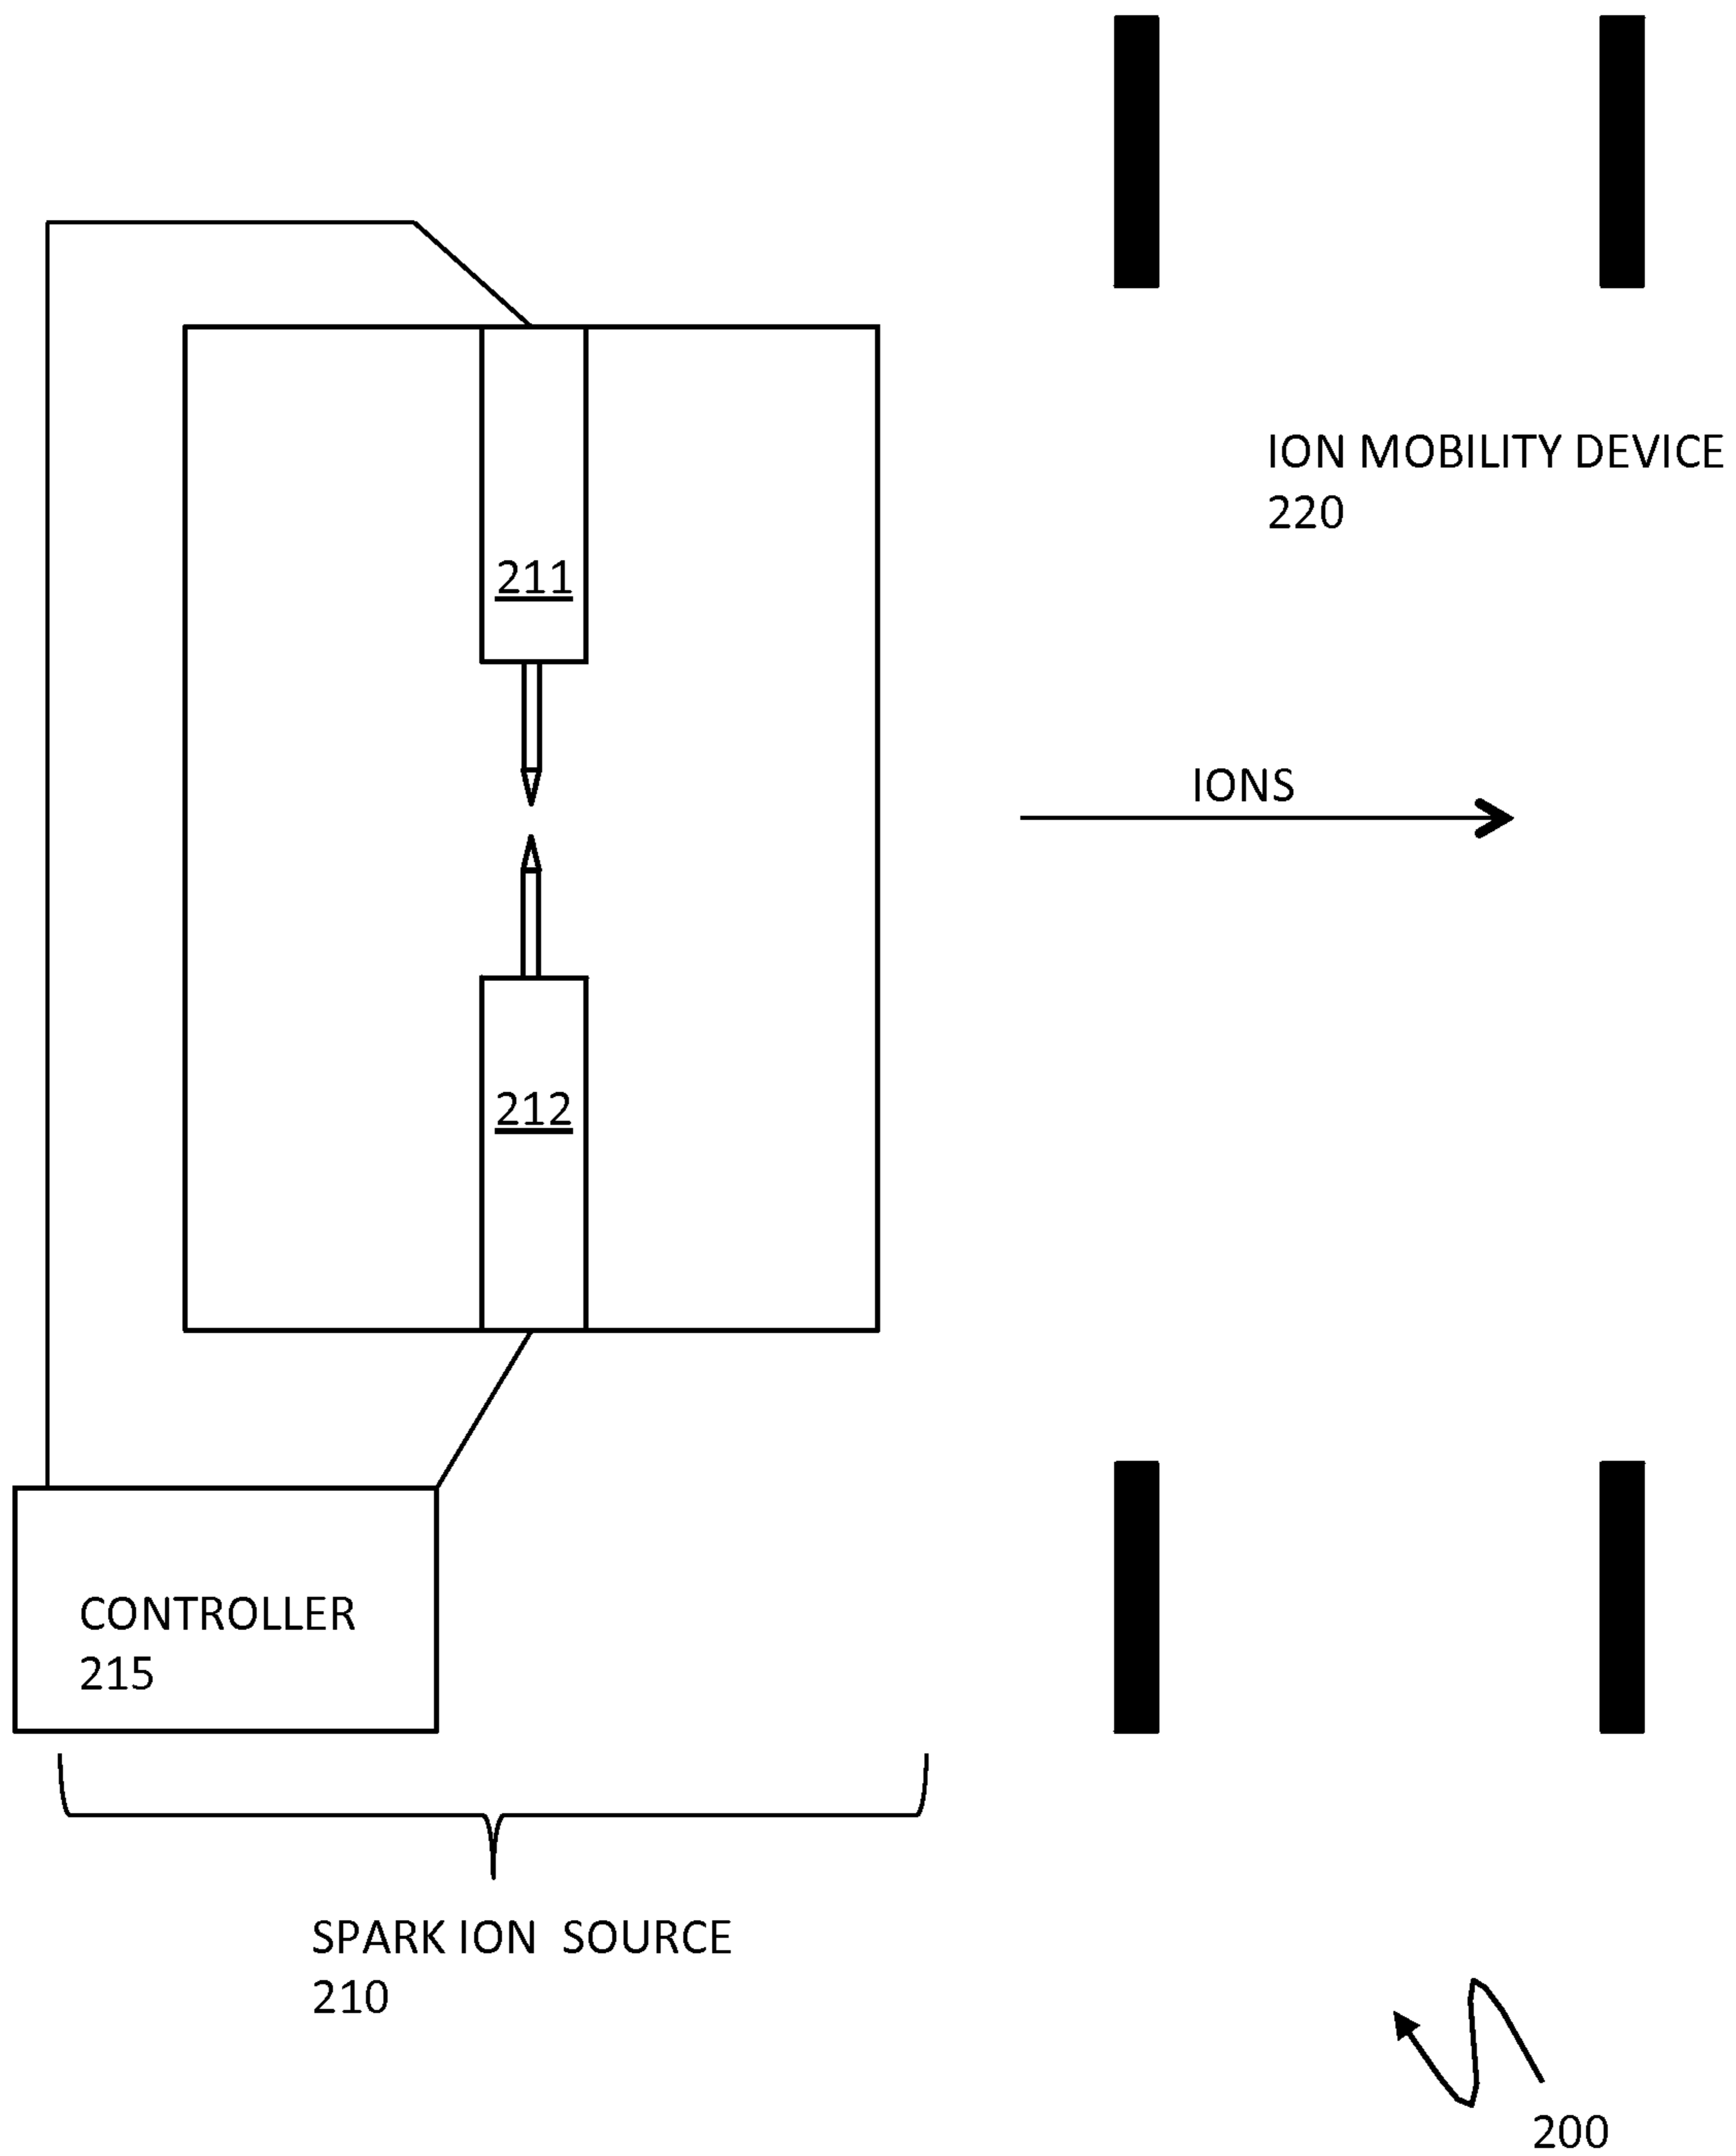 ION MOBILITY DEVICE
220
211
IONS
212
CONTROLLER
215
SPARK ION SOURCE
210
200